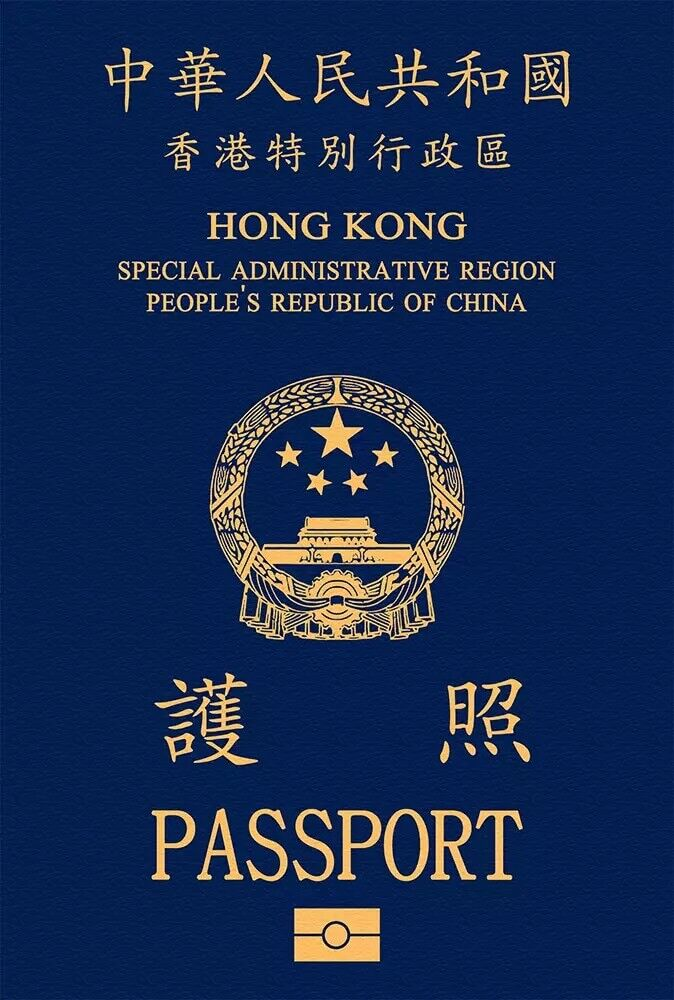 中華人民共和國
香港特別行政區
HONG KONG
SPECIAL ADMINISTRATIVE REGION
PEOPLE'S REPUBLIC OF CHINA
護照
PASSPORT